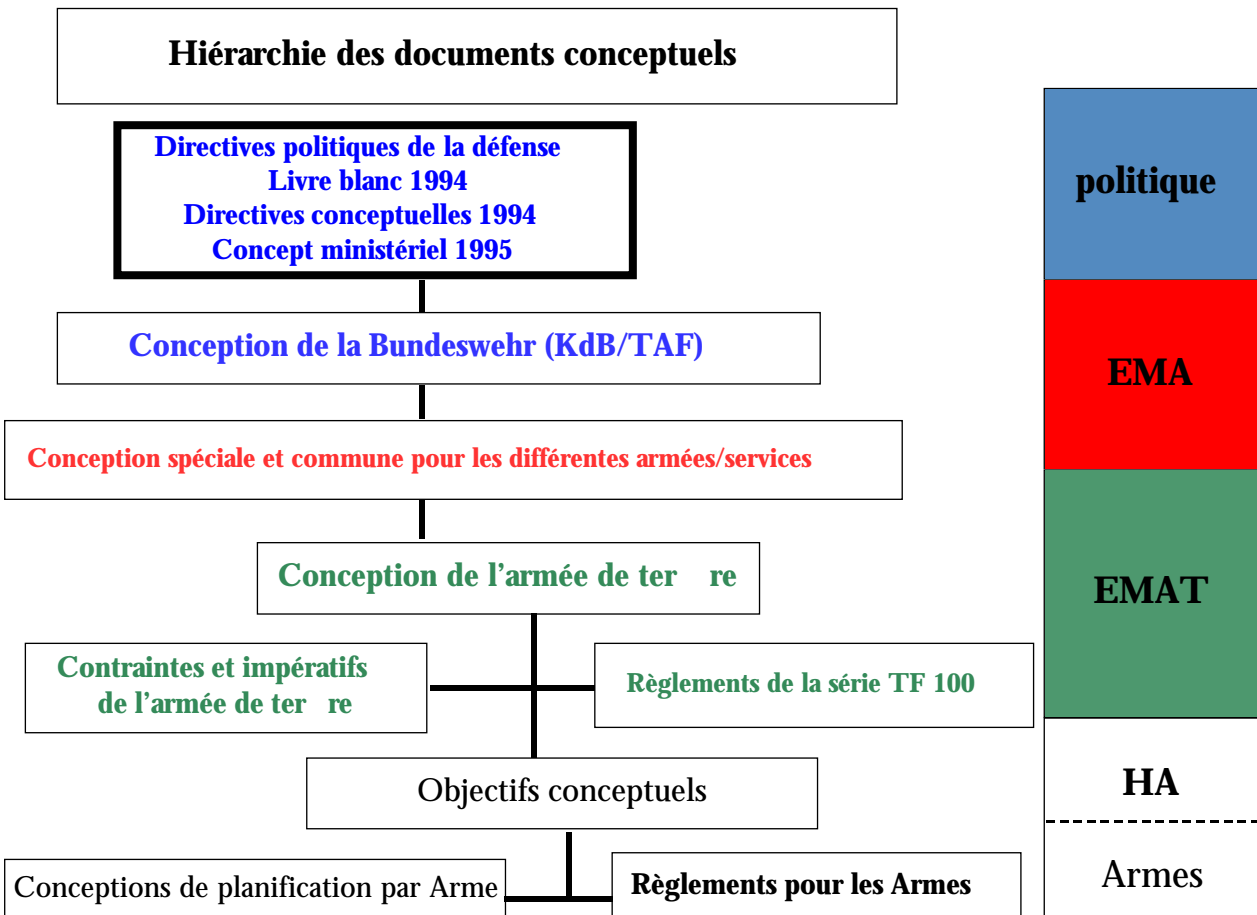 Hiérarchie des documents conceptuels
Directives politiques de la défense
Livre blanc 1994
Directives conceptuelles 1994
Concept ministériel 1995
Conception de la Bundeswehr (KdB/TAF)
Conception spéciale et commune pour les différentes armées/services
Conception de l'armée de ter re
Contraintes et impératifs
de l'armée de ter re
Règlements de la série TF 100
Objectifs conceptuels
Conceptions de planification par Arme
Règlements pour les Armes
politique
EMA
EMAT
HA
Armes